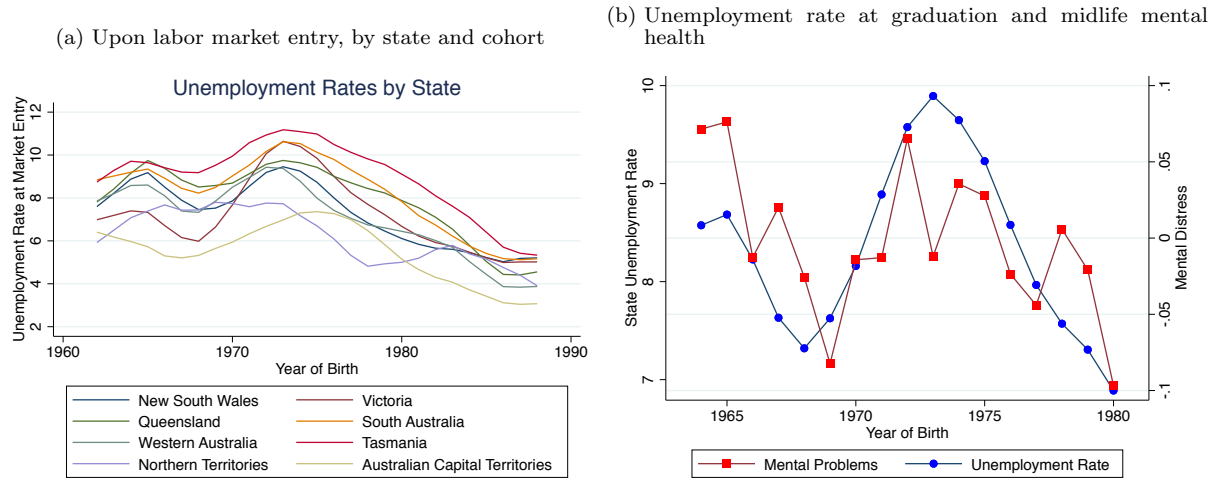 (a) Upon labor market entry, by state and cohort
Unemployment Rates by State
Unemployment Rate at Market Entry
12
10
8
6
4
2
1960
1970
1980
1990
Year of Birth
New South Wales
Victoria
Queensland
South Australia
Western Australia
Tasmania
Northern Territories
Australian Capital Territories
(b) Unemployment rate at graduation and midlife mental
health
State Unemployment Rate
10
9
8
7
Mental Distress
.1
.05
0
-.05
-.1
1965
1970
1975
1980
Year of Birth
Mental Problems
Unemployment Rate